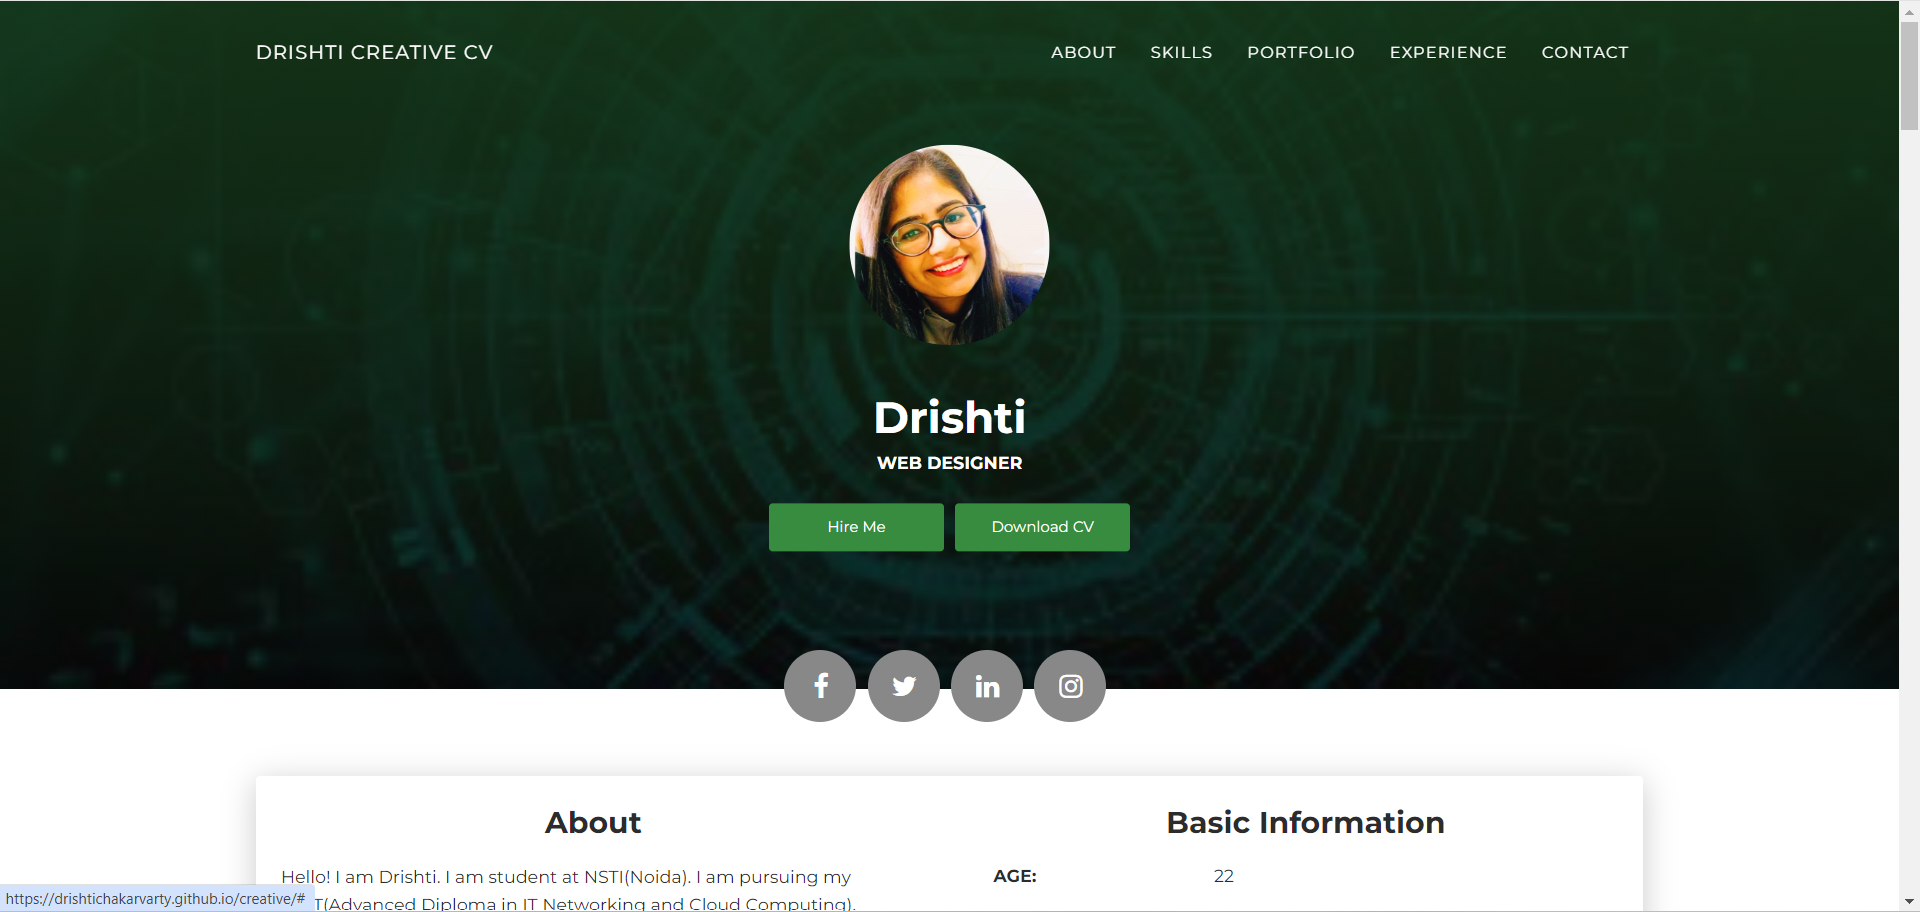 DRISHTI CREATIVE CV
ABOUT SKILLS PORTFOLIO EXPERIENCE CONTACT
Drishti
WEB DESIGNER
Hire Me
Download CV
About
Hello! I am Drishti. I am student at NSTI(Noida). I am pursuing my
T(Advanced Diploma in IT Networking and Cloud Computing).
Basic Information
AGE: 22
https://drishtichakarvarty.github.io/creative/#